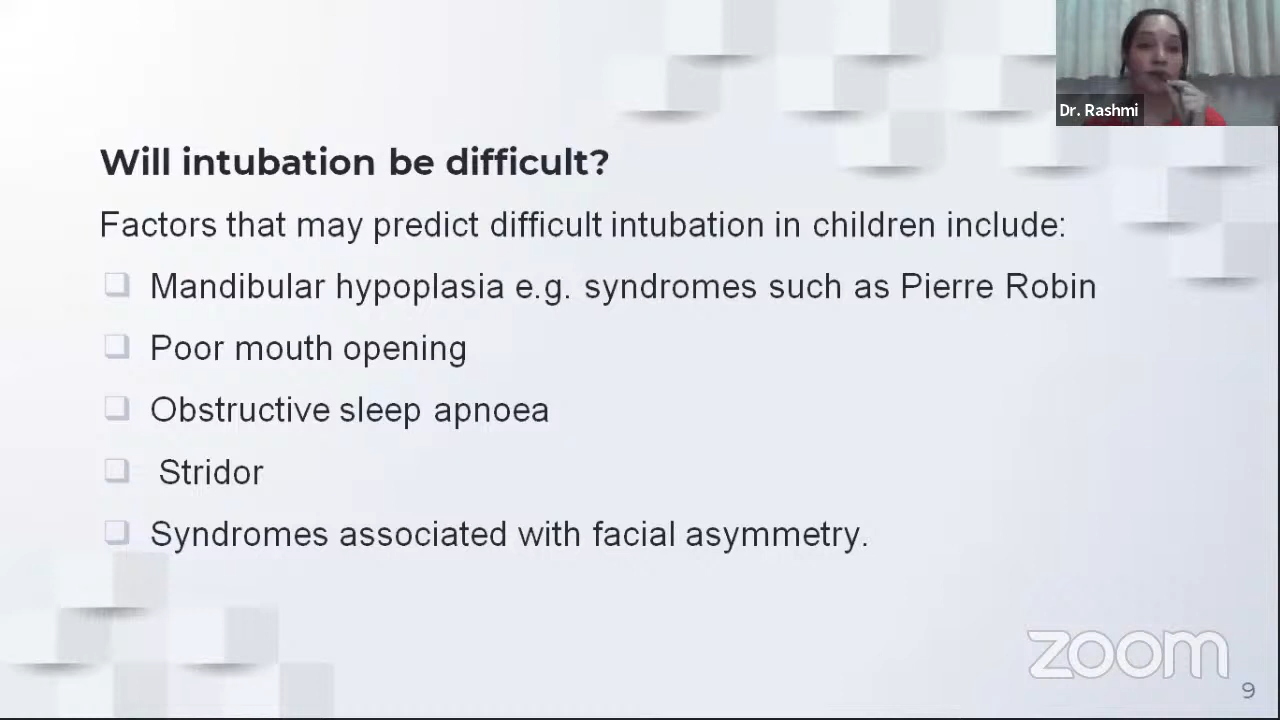 Dr. Rashmi
Will intubation be difficult?
Factors that may predict difficult intubation in children include:
Mandibular hypoplasia e.g. syndromes such as Pierre Robin
Poor mouth opening
Obstructive sleep apnoea
Stridor
Syndromes associated with facial asymmetry.
zoom
9